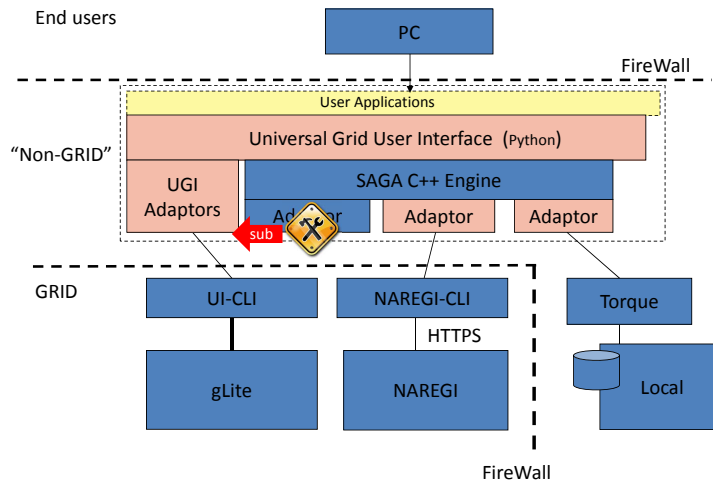 End users
PC
FireWall
User Applications
Universal Grid User Interface (Python)
“Non-GRID”
UGI
Adaptors
SAGA C++ Engine
Adaptor
Adaptor
Adaptor
sub
GRID
UI-CLI
NAREGI-CLI
Torque
HTTPS
gLite
NAREGI
Local
FireWall